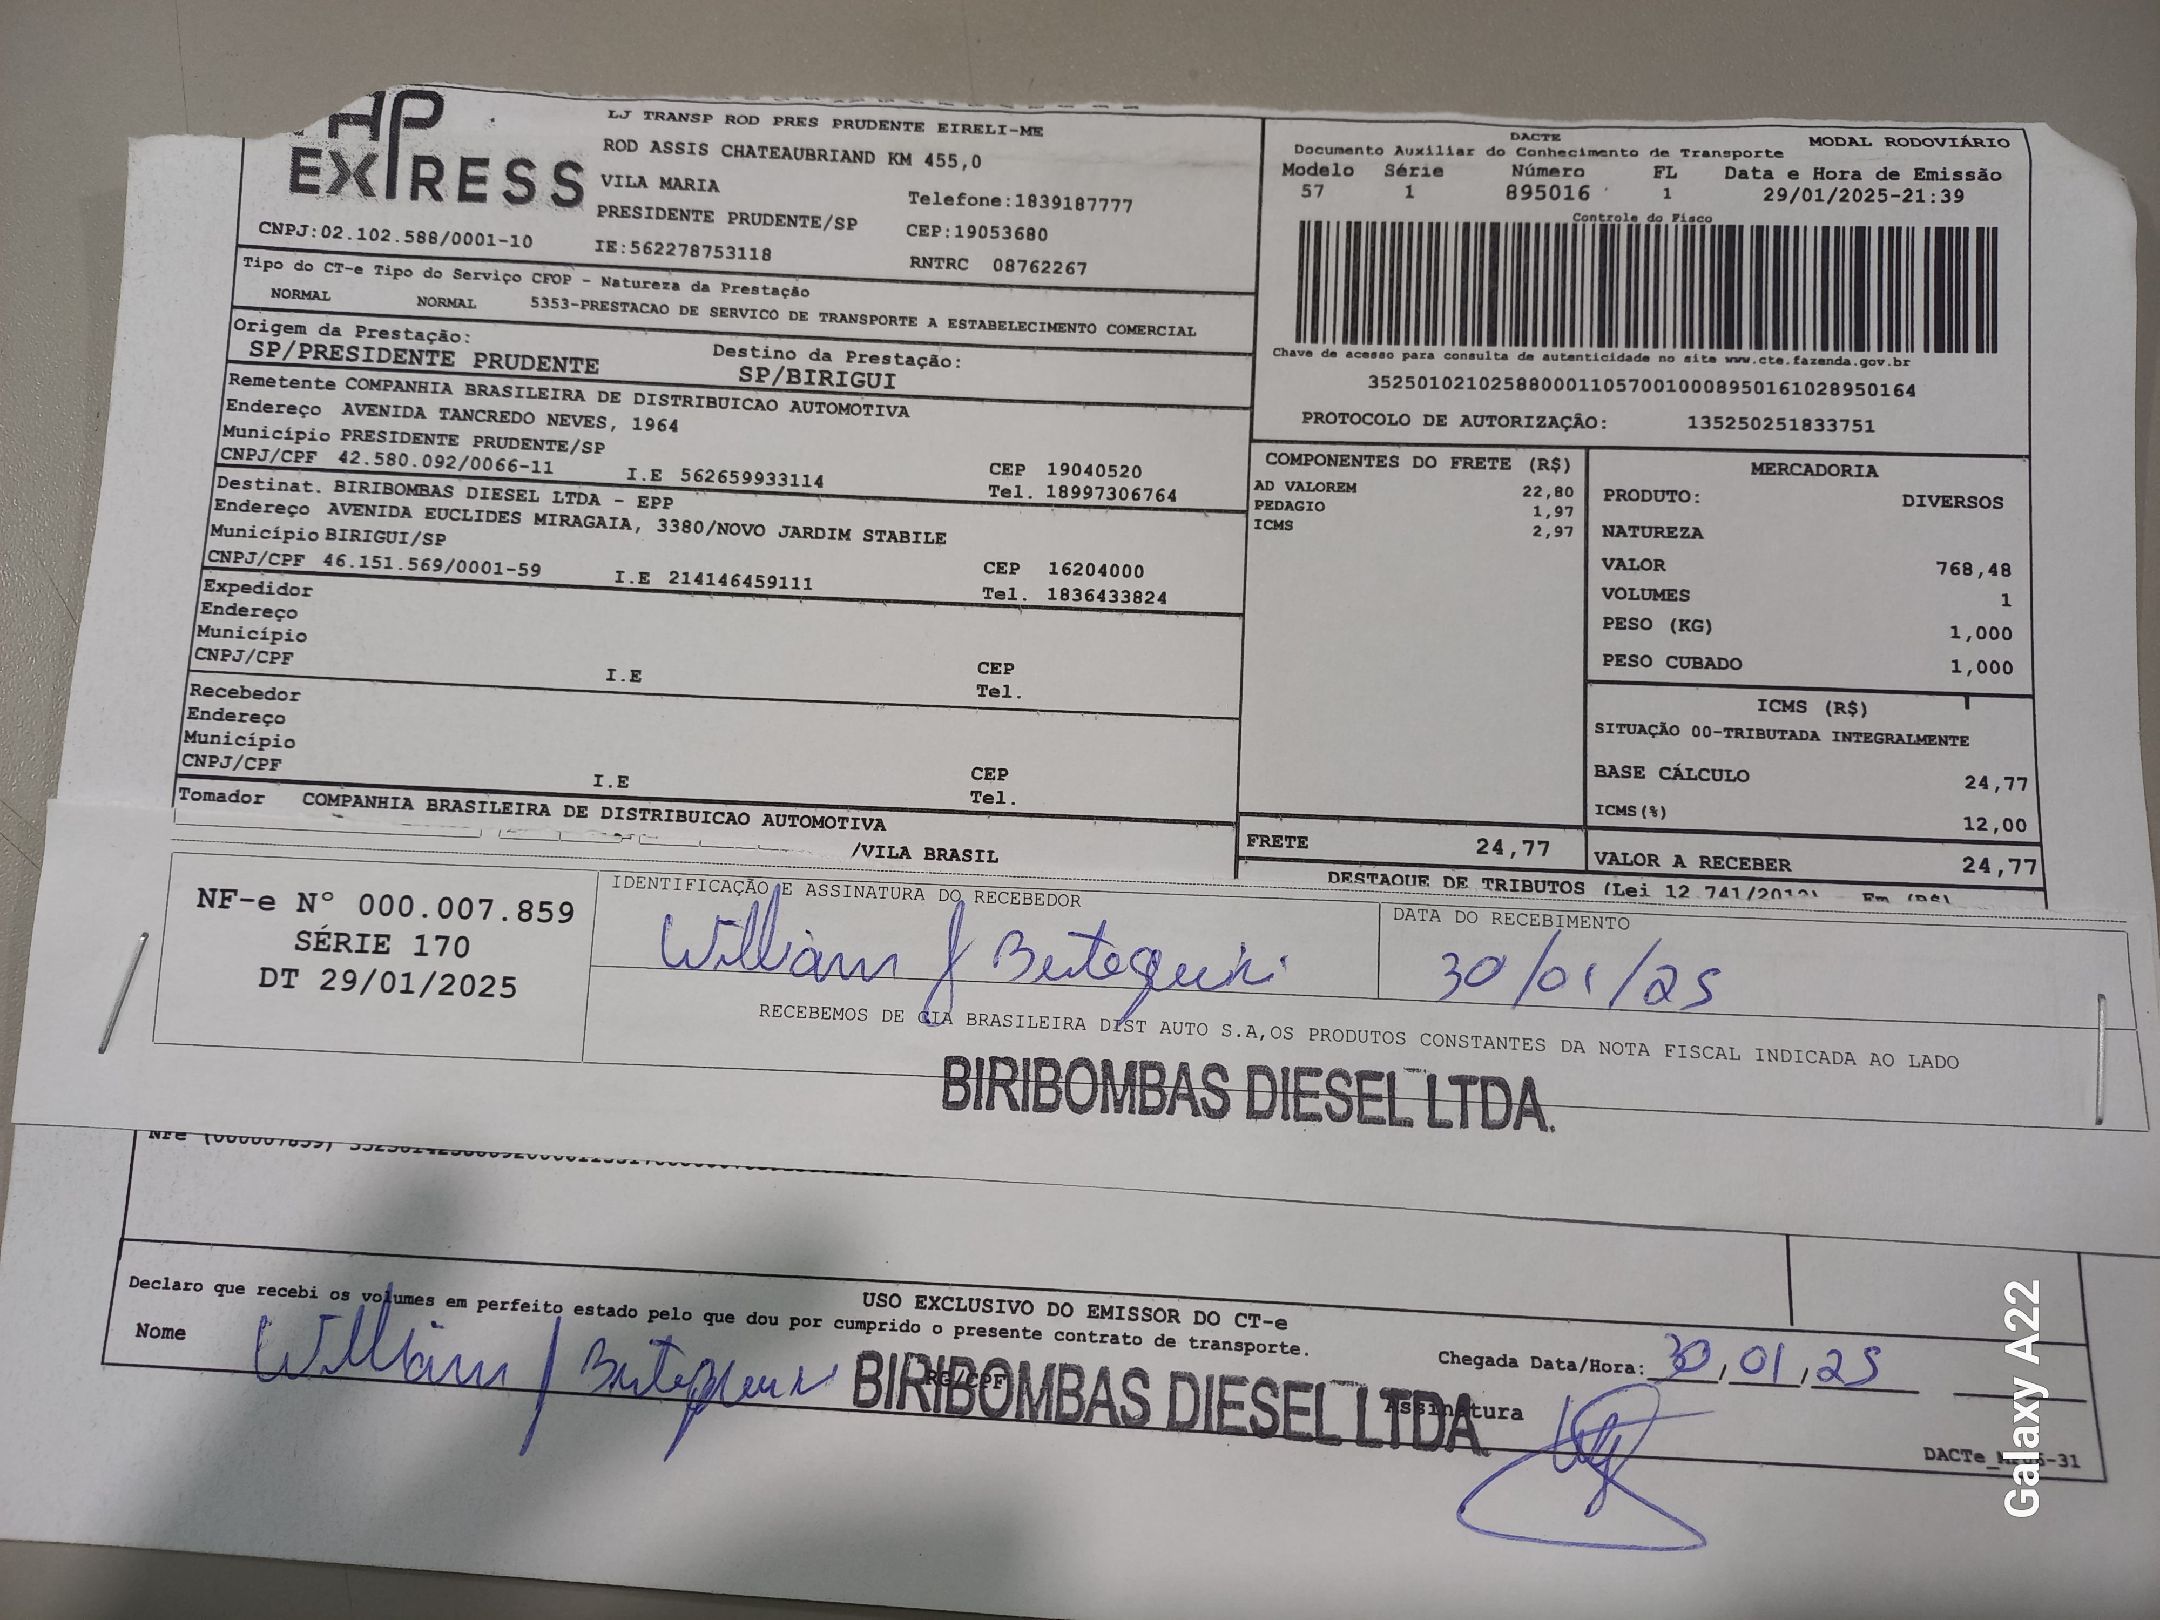 EXPRESS
LJ TRANSP ROD PRES PRUDENTE EIRELI-ME
ROD ASSIS CHATEAUBRIAND KM 455,0
VILA MARIA
Telefone:1839187777
PRESIDENTE PRUDENTE/SP
CEP:19053680
CNPJ:02.102.588/0001-10
IE:562278753118
RNTRC 08762267
DACTE
MODAL RODOVIÁRIO
Documento Auxiliar do Conhecimento de Transporte
Modelo Série Número FL Data e Hora de Emissão
57 1 895016 1 29/01/2025-21:39
Controle do Fisco
Chave de acesso para consulta de autenticidade no site www.cte.fazenda.gov.br
35250102102588000110570010008950161028950164
PROTOCOLO DE AUTORIZAÇÃO: 135250251833751
Tipo do CT-e Tipo do Serviço CFOP - Natureza da Prestação
NORMAL NORMAL 5353-PRESTACAO DE SERVICO DE TRANSPORTE A ESTABELECIMENTO COMERCIAL
Origem da Prestação:
SP/PRESIDENTE PRUDENTE
Destino da Prestação:
SP/BIRIGUI
Remetente COMPANHIA BRASILEIRA DE DISTRIBUICAO AUTOMOTIVA
Endereço AVENIDA TANCREDO NEVES, 1964
Município PRESIDENTE PRUDENTE/SP
CEP 19040520
CNPJ/CPF 42.580.092/0066-11 I.E 562659933114 Tel. 18997306764
Destinat. BIRIBOMBAS DIESEL LTDA - EPP
Endereço AVENIDA EUCLIDES MIRAGAIA, 3380/NOVO JARDIM STABILE
Município BIRIGUI/SP
CEP 16204000
CNPJ/CPF 46.151.569/0001-59 I.E 214146459111 Tel. 1836433824
Expedidor
Endereço
Município
CEP
CNPJ/CPF I.E Tel.
Recebedor
Endereço
Município
CEP
CNPJ/CPF I.E Tel.
Tomador COMPANHIA BRASILEIRA DE DISTRIBUICAO AUTOMOTIVA
/VILA BRASIL
COMPONENTES DO FRETE (R$)
AD VALOREM 22,80
PEDAGIO 1,97
ICMS 2,97
FRETE 24,77
MERCADORIA
PRODUTO: DIVERSOS
NATUREZA
VALOR 768,48
VOLUMES 1
PESO (KG) 1,000
PESO CUBADO 1,000
ICMS (R$)
SITUAÇÃO 00-TRIBUTADA INTEGRALMENTE
BASE CÁLCULO 24,77
ICMS(%) 12,00
VALOR A RECEBER 24,77
DESTAQUE DE TRIBUTOS (Lei 12.741/2012) Em (R$)
NF-e Nº 000.007.859
SÉRIE 170
DT 29/01/2025
IDENTIFICAÇÃO E ASSINATURA DO RECEBEDOR
William J
DATA DO RECEBIMENTO
30/01/25
RECEBEMOS DE CIA BRASILEIRA DIST AUTO S.A,OS PRODUTOS CONSTANTES DA NOTA FISCAL INDICADA AO LADO
BIRIBOMBAS DIESEL LTDA.
USO EXCLUSIVO DO EMISSOR DO CT-e
Declaro que recebi os volumes em perfeito estado pelo que dou por cumprido o presente contrato de transporte.
Nome William J
RG/CPF
BIRIBOMBAS DIESEL LTDA.
Chegada Data/Hora: 30,01,25
Assinatura
Galaxy A22